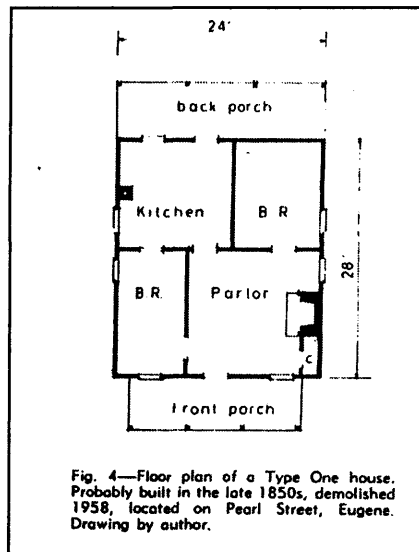 24'
back porch
Kitchen
B R
28'
B.R.
Parlor
C
front porch
Fig. 4—Floor plan of a Type One house.
Probably built in the late 1850s, demolished
1958, located on Pearl Street, Eugene.
Drawing by author.